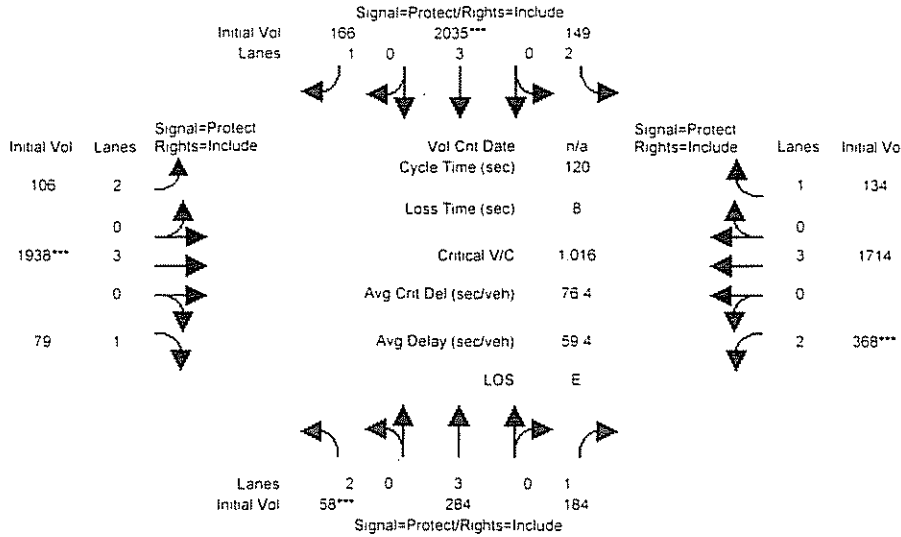 Signal=Protect/Rights=Include
Initial Vol 166 2035*** 149
Lanes 1 0 3 0 2
Initial Vol Lanes Signal=Protect Rights=Include
Vol Cnt Date n/a
Signal=Protect Rights=Include Lanes Initial Vo
Cycle Time (sec) 120
106 2
1 134
Loss Time (sec) 8
0
0
1938*** 3
Critical V/C 1.016
3 1714
0
Avg Crit Del (sec/veh) 76 4
0
79 1
Avg Delay (sec/veh) 59 4
2 368***
LOS E
Lanes 2 0 3 0 1
Initial Vol 58*** 284 184
Signal=Protect/Rights=Include